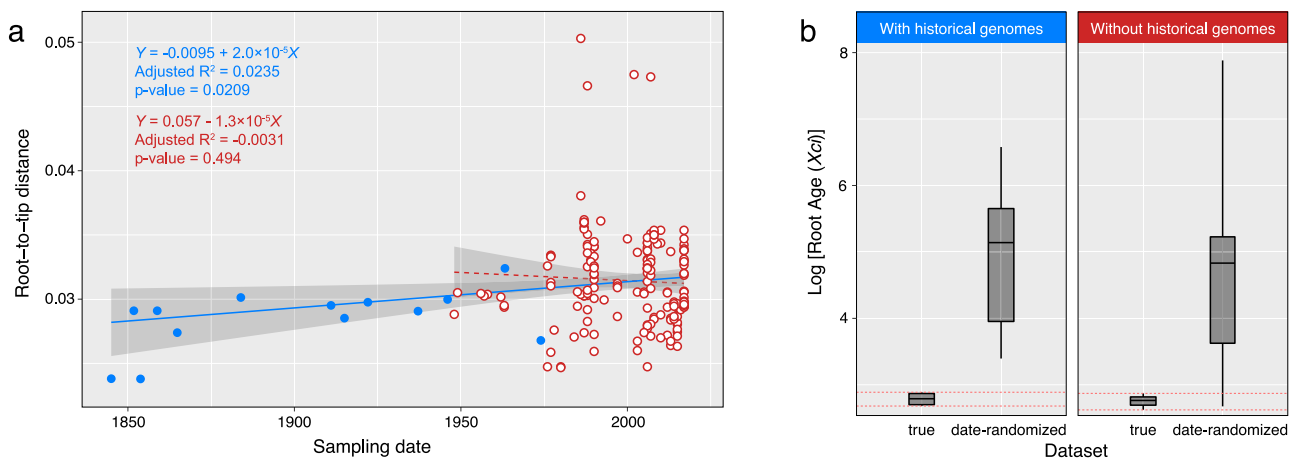 a
0.05
0.04
0.03
Root-to-tip distance
Y = -0.0095 + 2.0×10⁻⁵X
Adjusted R² = 0.0235
p-value = 0.0209
Y = 0.057 - 1.3×10⁻⁵X
Adjusted R² = -0.0031
p-value = 0.494
1850 1900 1950 2000
Sampling date
b
With historical genomes Without historical genomes
8
6
4
Log [Root Age (Xci)]
true date-randomized true date-randomized
Dataset